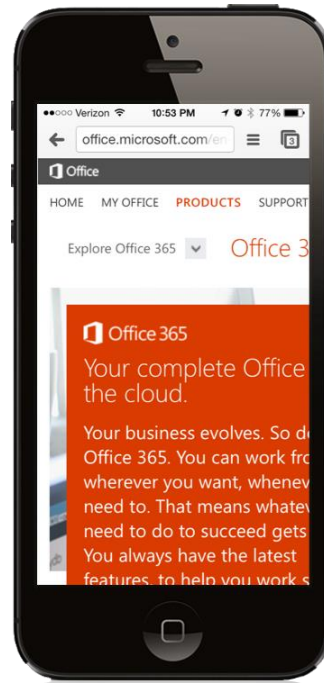 Verizon 10:53 PM 77%
office.microsoft.com/en 3
Office
HOME MY OFFICE PRODUCTS SUPPORT
Explore Office 365 Office 3
Office 365
Your complete Office
the cloud.
Your business evolves. So d
Office 365. You can work fro
wherever you want, whenev
need to. That means whatev
need to do to succeed gets
You always have the latest
features, to help you work s